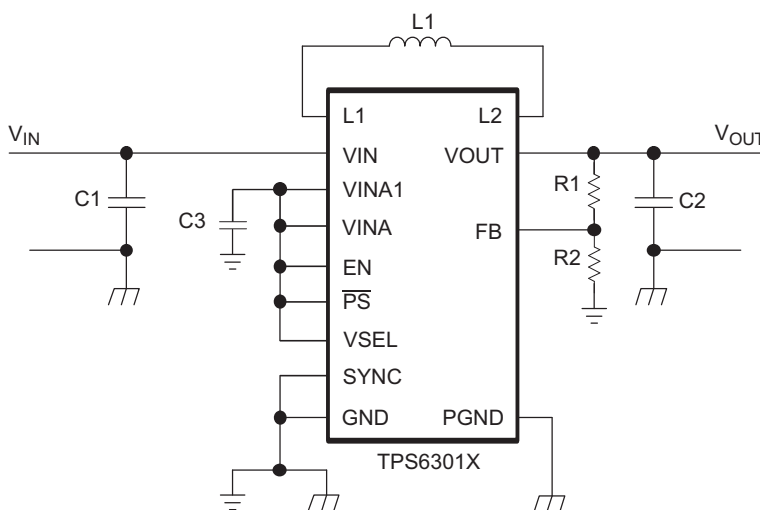 L1
L1
L2
VIN
VOUT
VIN
VOUT
VINA1
R1
C1
C3
C2
VINA
FB
R2
EN
PS
VSEL
SYNC
GND
PGND
TPS6301X